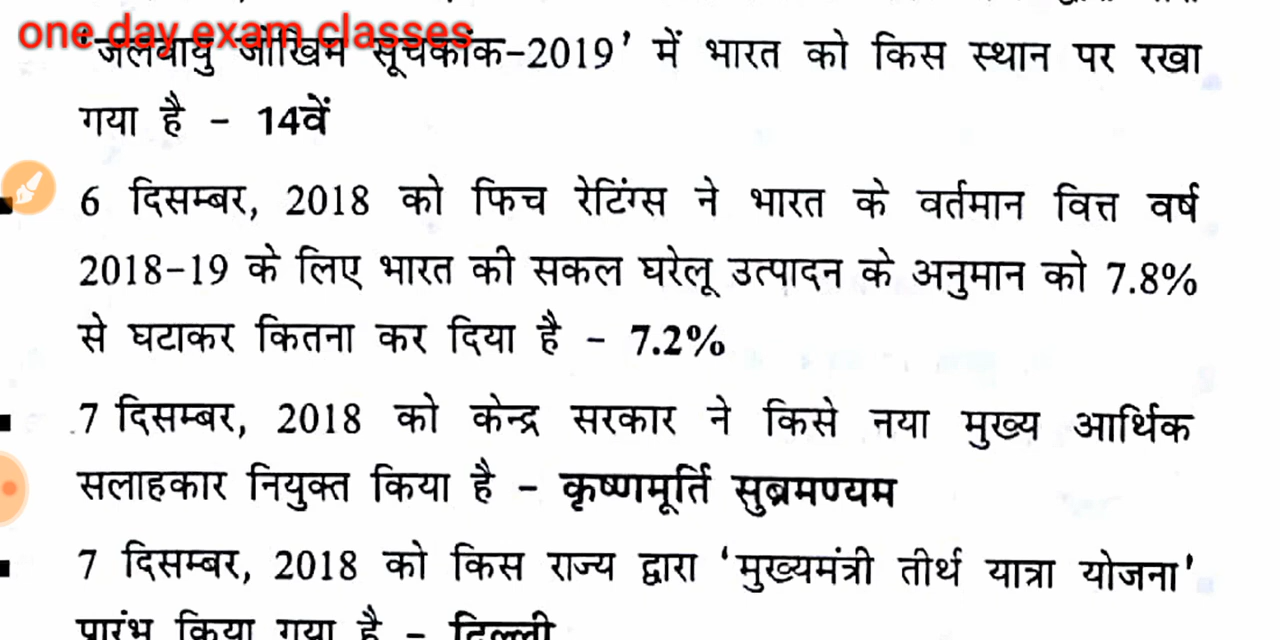 one day exam classes
'जलवायु जोखिम सूचकांक-2019' में भारत को किस स्थान पर रखा
गया है - 14वें
6 दिसम्बर, 2018 को फिच रेटिंग्स ने भारत के वर्तमान वित्त वर्ष
2018-19 के लिए भारत की सकल घरेलू उत्पादन के अनुमान को 7.8%
से घटाकर कितना कर दिया है - 7.2%
7 दिसम्बर, 2018 को केन्द्र सरकार ने किसे नया मुख्य आर्थिक
सलाहकार नियुक्त किया है - कृष्णमूर्ति सुब्रमण्यम
7 दिसम्बर, 2018 को किस राज्य द्वारा 'मुख्यमंत्री तीर्थ यात्रा योजना'
प्रारंभ किया गया है - दिल्ली